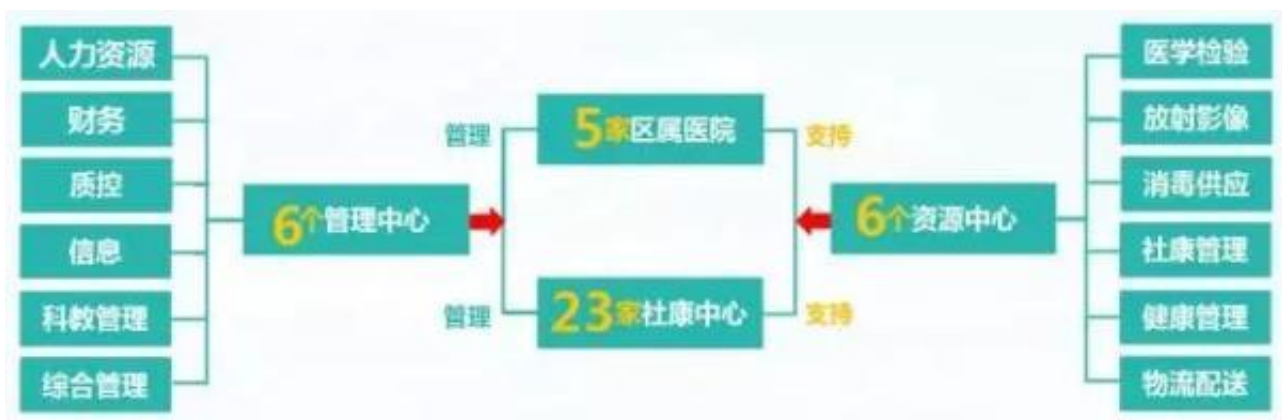 人力资源
财务
质控
信息
科教管理
综合管理
6个管理中心
管理
管理
5家区属医院
23家社康中心
支持
支持
6个资源中心
医学检验
放射影像
消毒供应
社康管理
健康管理
物流配送